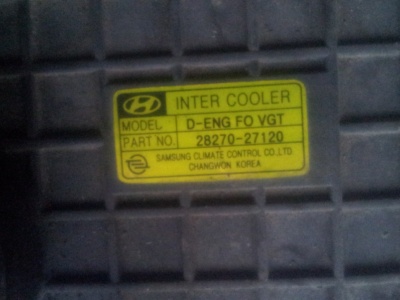 INTER COOLER
MODEL D-ENG FO VGT
PART NO. 28270-27120
SAMSUNG CLIMATE CONTROL CO.,LTD.
CHANGWON, KOREA